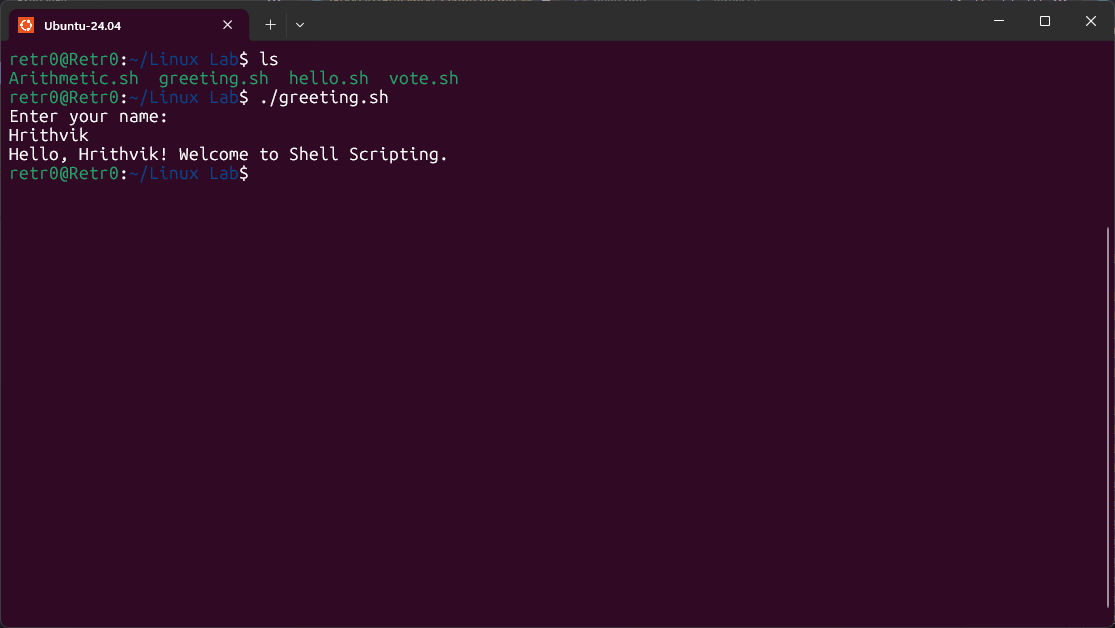 Ubuntu-24.04
retr0@Retr0:~/Linux Lab$ ls
Arithmetic.sh  greeting.sh  hello.sh  vote.sh
retr0@Retr0:~/Linux Lab$ ./greeting.sh
Enter your name:
Hrithvik
Hello, Hrithvik! Welcome to Shell Scripting.
retr0@Retr0:~/Linux Lab$